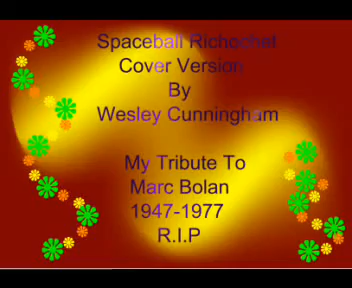 Spaceball Richochet
Cover Version
By
Wesley Cunningham
My Tribute To
Marc Bolan
1947-1977
R.I.P